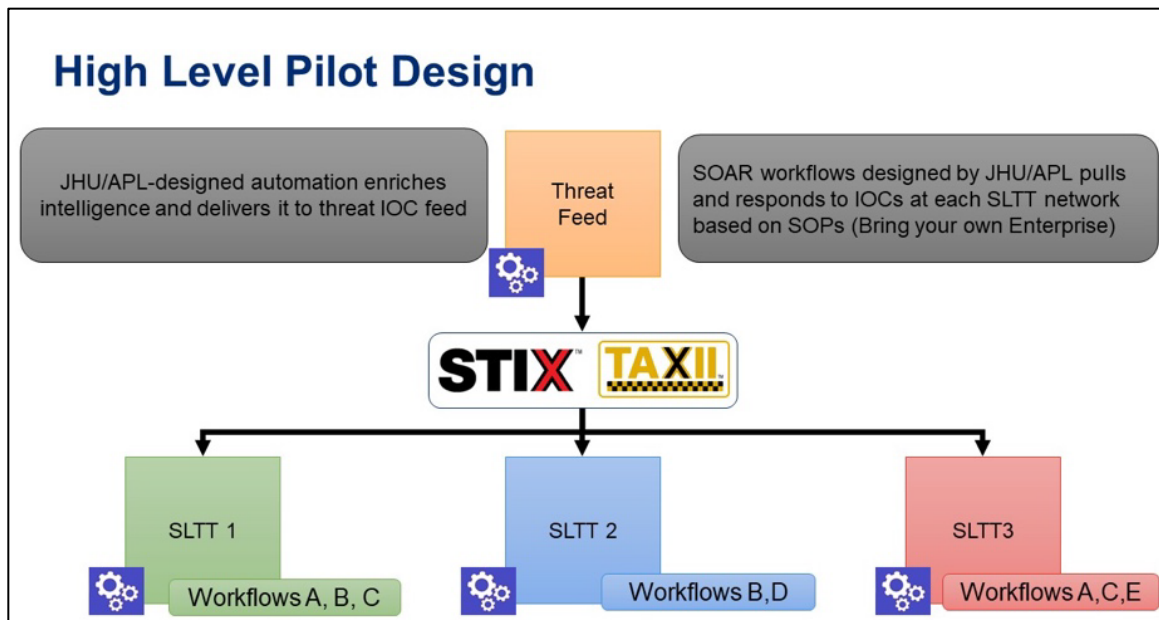 High Level Pilot Design
JHU/APL-designed automation enriches
intelligence and delivers it to threat IOC feed
Threat
Feed
SOAR workflows designed by JHU/APL pulls
and responds to IOCs at each SLTT network
based on SOPs (Bring your own Enterprise)
STIX™ TAXII™
SLTT 1
SLTT 2
SLTT3
Workflows A, B, C
Workflows B,D
Workflows A,C,E